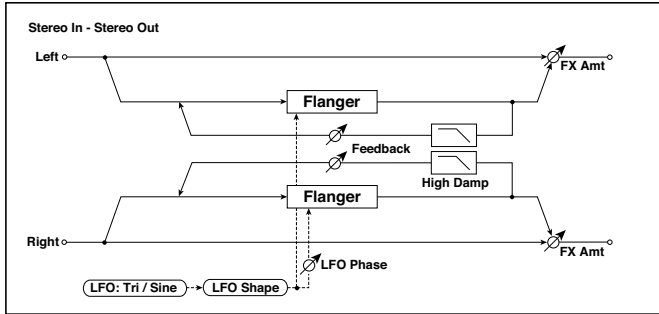 Stereo In - Stereo Out
Left
FX Amt
Flanger
Feedback
High Damp
Flanger
Right
FX Amt
LFO Phase
LFO: Tri / Sine
LFO Shape